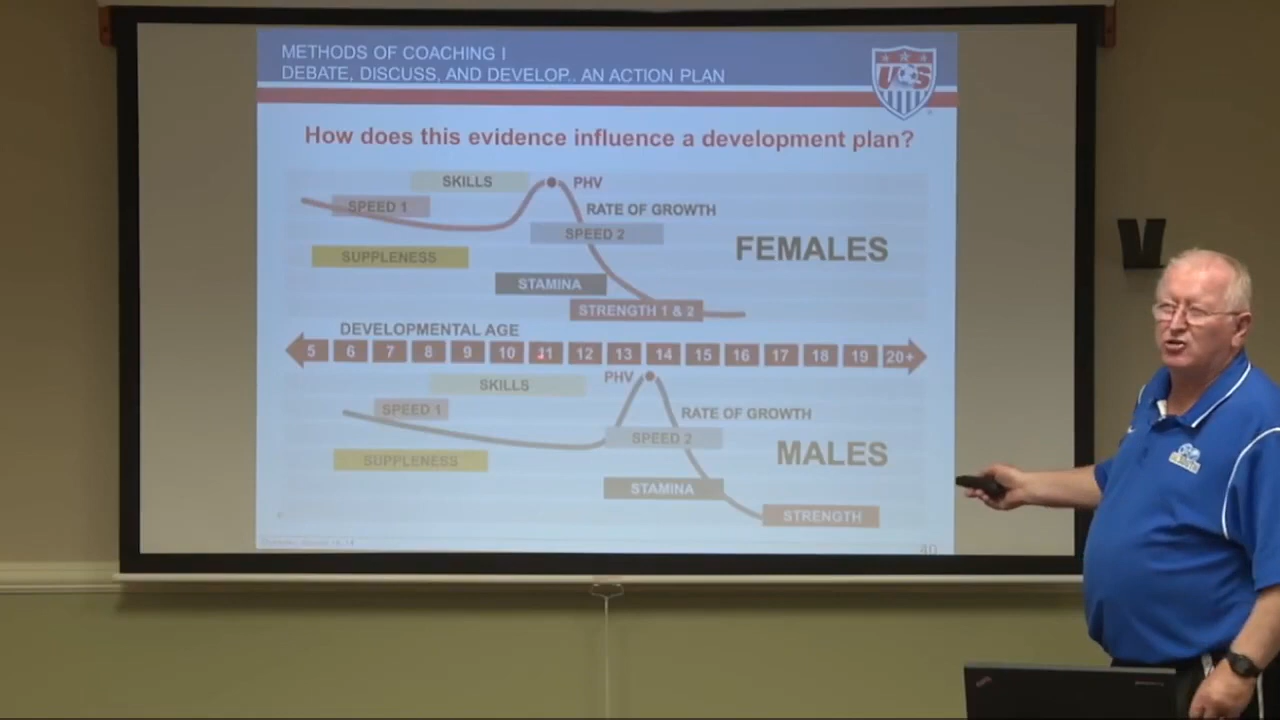 METHODS OF COACHING I
DEBATE, DISCUSS, AND DEVELOP.. AN ACTION PLAN
US
How does this evidence influence a development plan?
SKILLS
PHV
SPEED 1
RATE OF GROWTH
SPEED 2
FEMALES
SUPPLENESS
STAMINA
STRENGTH 1 & 2
DEVELOPMENTAL AGE
5 6 7 8 9 10 11 12 13 14 15 16 17 18 19 20+
PHV
SKILLS
SPEED 1
RATE OF GROWTH
SPEED 2
MALES
SUPPLENESS
STAMINA
STRENGTH
40